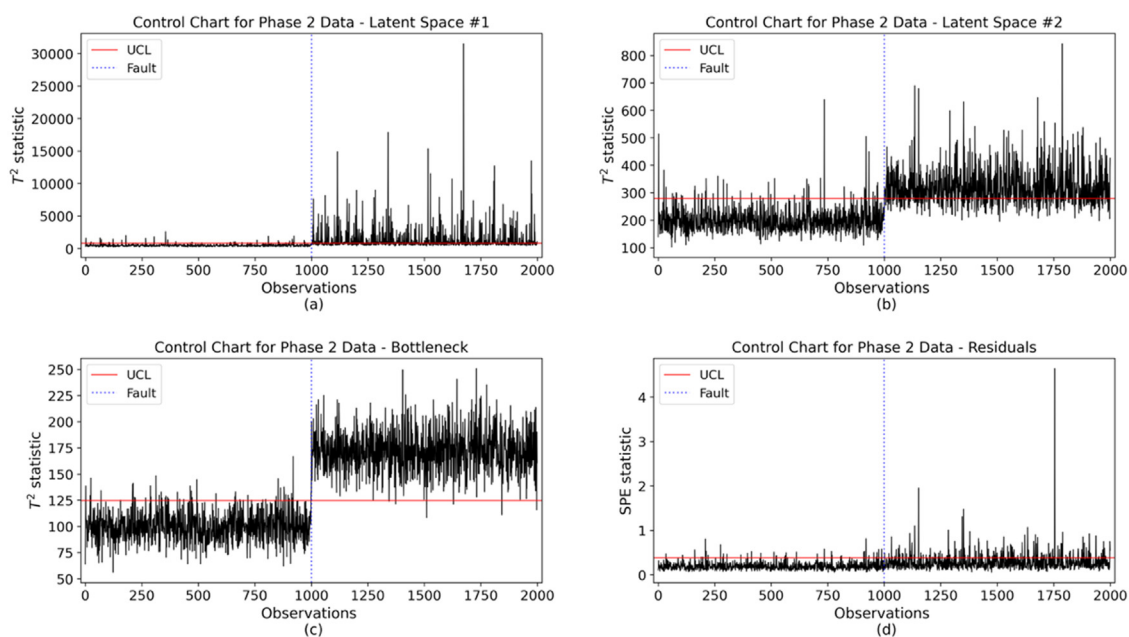 Control Chart for Phase 2 Data - Latent Space #1
UCL
Fault
30000
25000
20000
15000
10000
5000
0
T² statistic
0 250 500 750 1000 1250 1500 1750 2000
Observations
(a)
Control Chart for Phase 2 Data - Latent Space #2
UCL
Fault
800
700
600
500
400
300
200
100
T² statistic
0 250 500 750 1000 1250 1500 1750 2000
Observations
(b)
Control Chart for Phase 2 Data - Bottleneck
UCL
Fault
250
225
200
175
150
125
100
75
50
T² statistic
0 250 500 750 1000 1250 1500 1750 2000
Observations
(c)
Control Chart for Phase 2 Data - Residuals
UCL
Fault
4
3
2
1
0
SPE statistic
0 250 500 750 1000 1250 1500 1750 2000
Observations
(d)